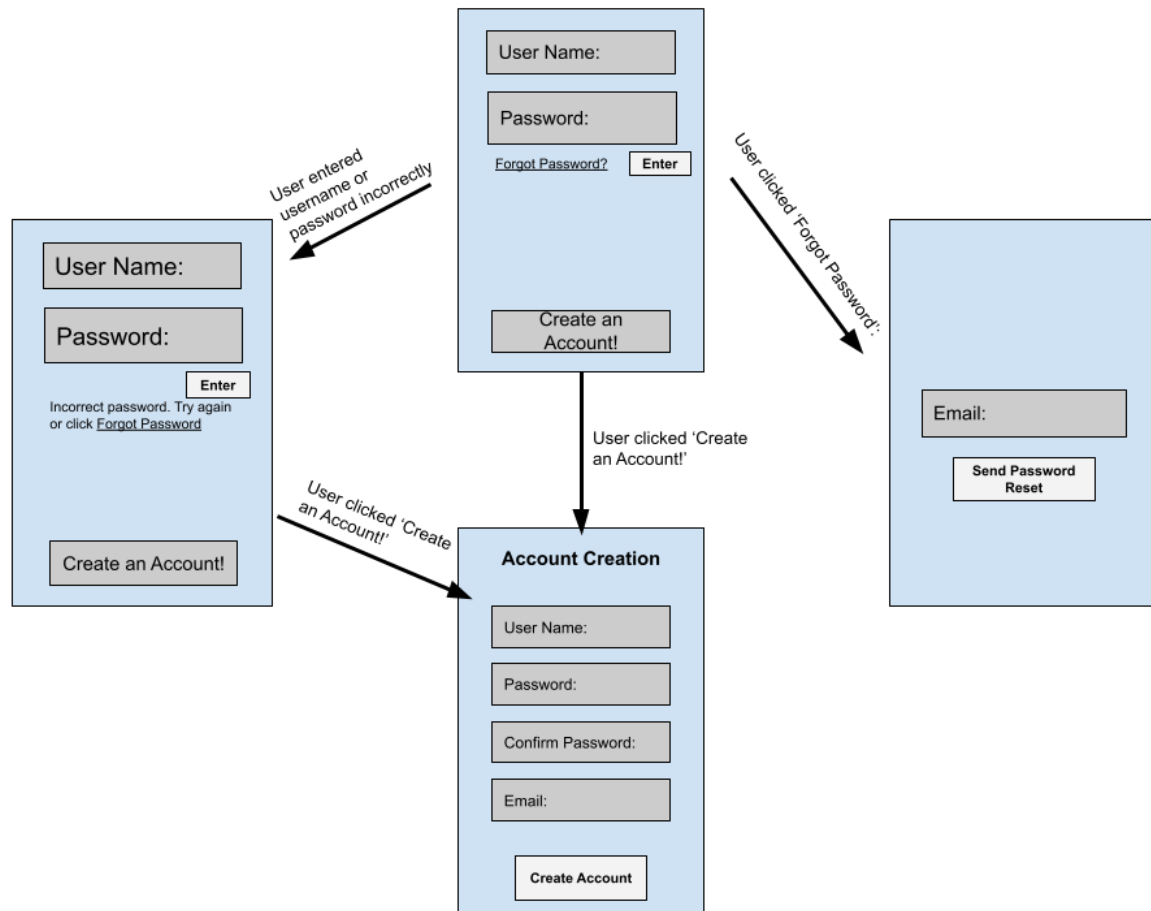 User Name:
Password:
Forgot Password?
Enter
Create an
Account!
User entered
username or
password incorrectly
User clicked ‘Forgot Password’:
User Name:
Password:
Enter
Incorrect password. Try again
or click Forgot Password
Create an Account!
Email:
Send Password
Reset
User clicked ‘Create
an Account!’
User clicked ‘Create
an Account!’
Account Creation
User Name:
Password:
Confirm Password:
Email:
Create Account